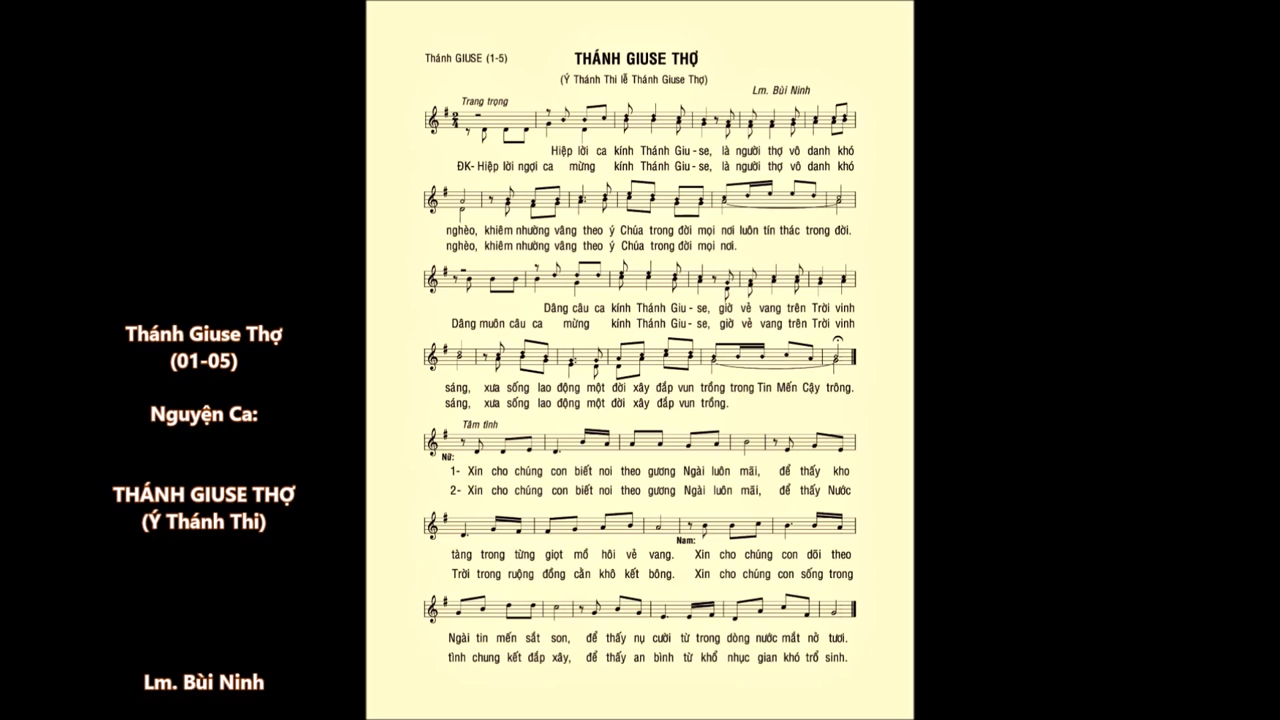 Thánh Giuse Thợ
(01-05)
Nguyện Ca:
THÁNH GIUSE THỢ
(Ý Thánh Thi)
Lm. Bùi Ninh
Thánh GIUSE (1-5)
THÁNH GIUSE THỢ
(Ý Thánh Thi lễ Thánh Giuse Thợ)
Lm. Bùi Ninh
Trang trọng
Hiệp lời ca kính Thánh Giu-se, là người thợ vô danh khó
ĐK- Hiệp lời ngợi ca mừng kính Thánh Giu-se, là người thợ vô danh khó
nghèo, khiêm nhường vâng theo ý Chúa trong đời mọi nơi luôn tín thác trong đời.
nghèo, khiêm nhường vâng theo ý Chúa trong đời mọi nơi.
Dâng câu ca kính Thánh Giu-se, giờ vẻ vang trên Trời vinh
Dâng muôn câu ca mừng kính Thánh Giu-se, giờ vẻ vang trên Trời vinh
sáng, xưa sống lao động một đời xây đắp vun trồng trong Tin Mến Cậy trông.
sáng, xưa sống lao động một đời xây đắp vun trồng.
Tâm tình
Nữ:
1- Xin cho chúng con biết noi theo gương Ngài luôn mãi, để thấy kho
2- Xin cho chúng con biết noi theo gương Ngài luôn mãi, để thấy Nước
Nam:
tàng trong từng giọt mồ hôi vẻ vang. Xin cho chúng con dõi theo
Trời trong ruộng đồng cằn khô kết bông. Xin cho chúng con sống trong
Ngài tin mến sắt son, để thấy nụ cười từ trong dòng nước mắt nở tươi.
tình chung kết đắp xây, để thấy an bình từ khổ nhục gian khó trổ sinh.